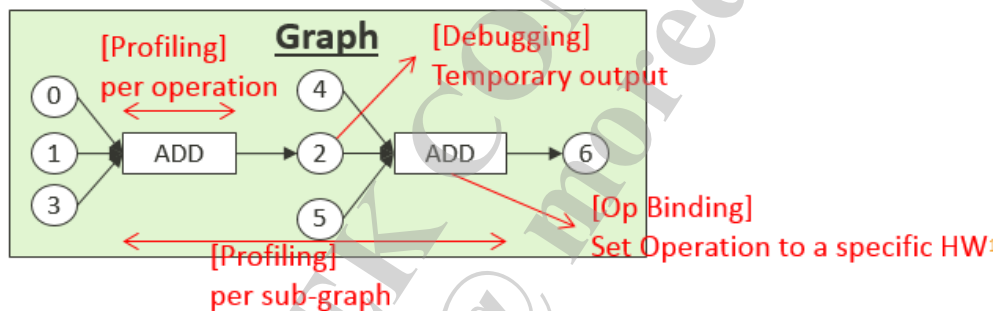 Graph
[Profiling]
per operation
[Debugging]
Temporary output
0
4
1
ADD
2
ADD
6
3
5
[Op Binding]
Set Operation to a specific HW
[Profiling]
per sub-graph